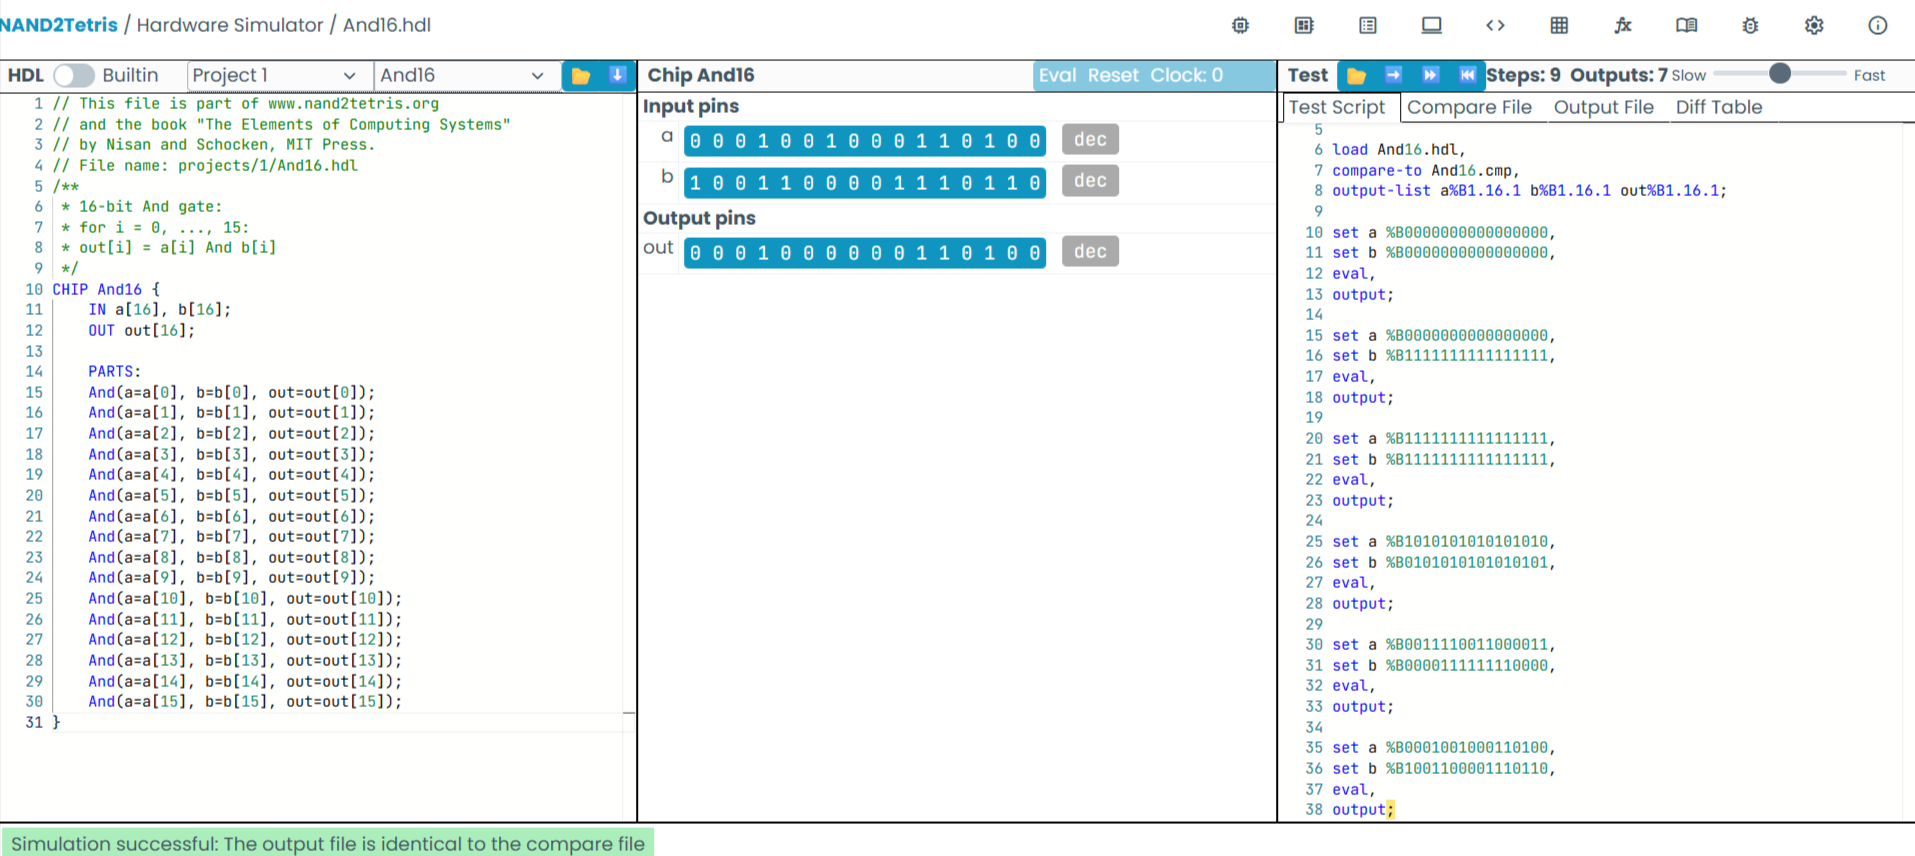 NAND2Tetris / Hardware Simulator / And16.hdl
HDL Builtin Project 1 And16
1 // This file is part of www.nand2tetris.org
2 // and the book "The Elements of Computing Systems"
3 // by Nisan and Schocken, MIT Press.
4 // File name: projects/1/And16.hdl
5 /**
6  * 16-bit And gate:
7  * for i = 0, ..., 15:
8  * out[i] = a[i] And b[i]
9  */
10 CHIP And16 {
11     IN a[16], b[16];
12     OUT out[16];
13
14     PARTS:
15     And(a=a[0], b=b[0], out=out[0]);
16     And(a=a[1], b=b[1], out=out[1]);
17     And(a=a[2], b=b[2], out=out[2]);
18     And(a=a[3], b=b[3], out=out[3]);
19     And(a=a[4], b=b[4], out=out[4]);
20     And(a=a[5], b=b[5], out=out[5]);
21     And(a=a[6], b=b[6], out=out[6]);
22     And(a=a[7], b=b[7], out=out[7]);
23     And(a=a[8], b=b[8], out=out[8]);
24     And(a=a[9], b=b[9], out=out[9]);
25     And(a=a[10], b=b[10], out=out[10]);
26     And(a=a[11], b=b[11], out=out[11]);
27     And(a=a[12], b=b[12], out=out[12]);
28     And(a=a[13], b=b[13], out=out[13]);
29     And(a=a[14], b=b[14], out=out[14]);
30     And(a=a[15], b=b[15], out=out[15]);
31 }
Chip And16 Eval Reset Clock: 0
Input pins
a 0 0 0 1 0 0 1 0 0 0 1 1 0 1 0 0 dec
b 1 0 0 1 1 0 0 0 0 1 1 1 0 1 1 0 dec
Output pins
out 0 0 0 1 0 0 0 0 0 0 1 1 0 1 0 0 dec
Test Steps: 9 Outputs: 7 Slow Fast
Test Script Compare File Output File Diff Table
5
6 load And16.hdl,
7 compare-to And16.cmp,
8 output-list a%B1.16.1 b%B1.16.1 out%B1.16.1;
9
10 set a %B0000000000000000,
11 set b %B0000000000000000,
12 eval,
13 output;
14
15 set a %B0000000000000000,
16 set b %B1111111111111111,
17 eval,
18 output;
19
20 set a %B1111111111111111,
21 set b %B1111111111111111,
22 eval,
23 output;
24
25 set a %B1010101010101010,
26 set b %B0101010101010101,
27 eval,
28 output;
29
30 set a %B0011110011000011,
31 set b %B0000111111110000,
32 eval,
33 output;
34
35 set a %B0001001000110100,
36 set b %B1001100001110110,
37 eval,
38 output;
Simulation successful: The output file is identical to the compare file